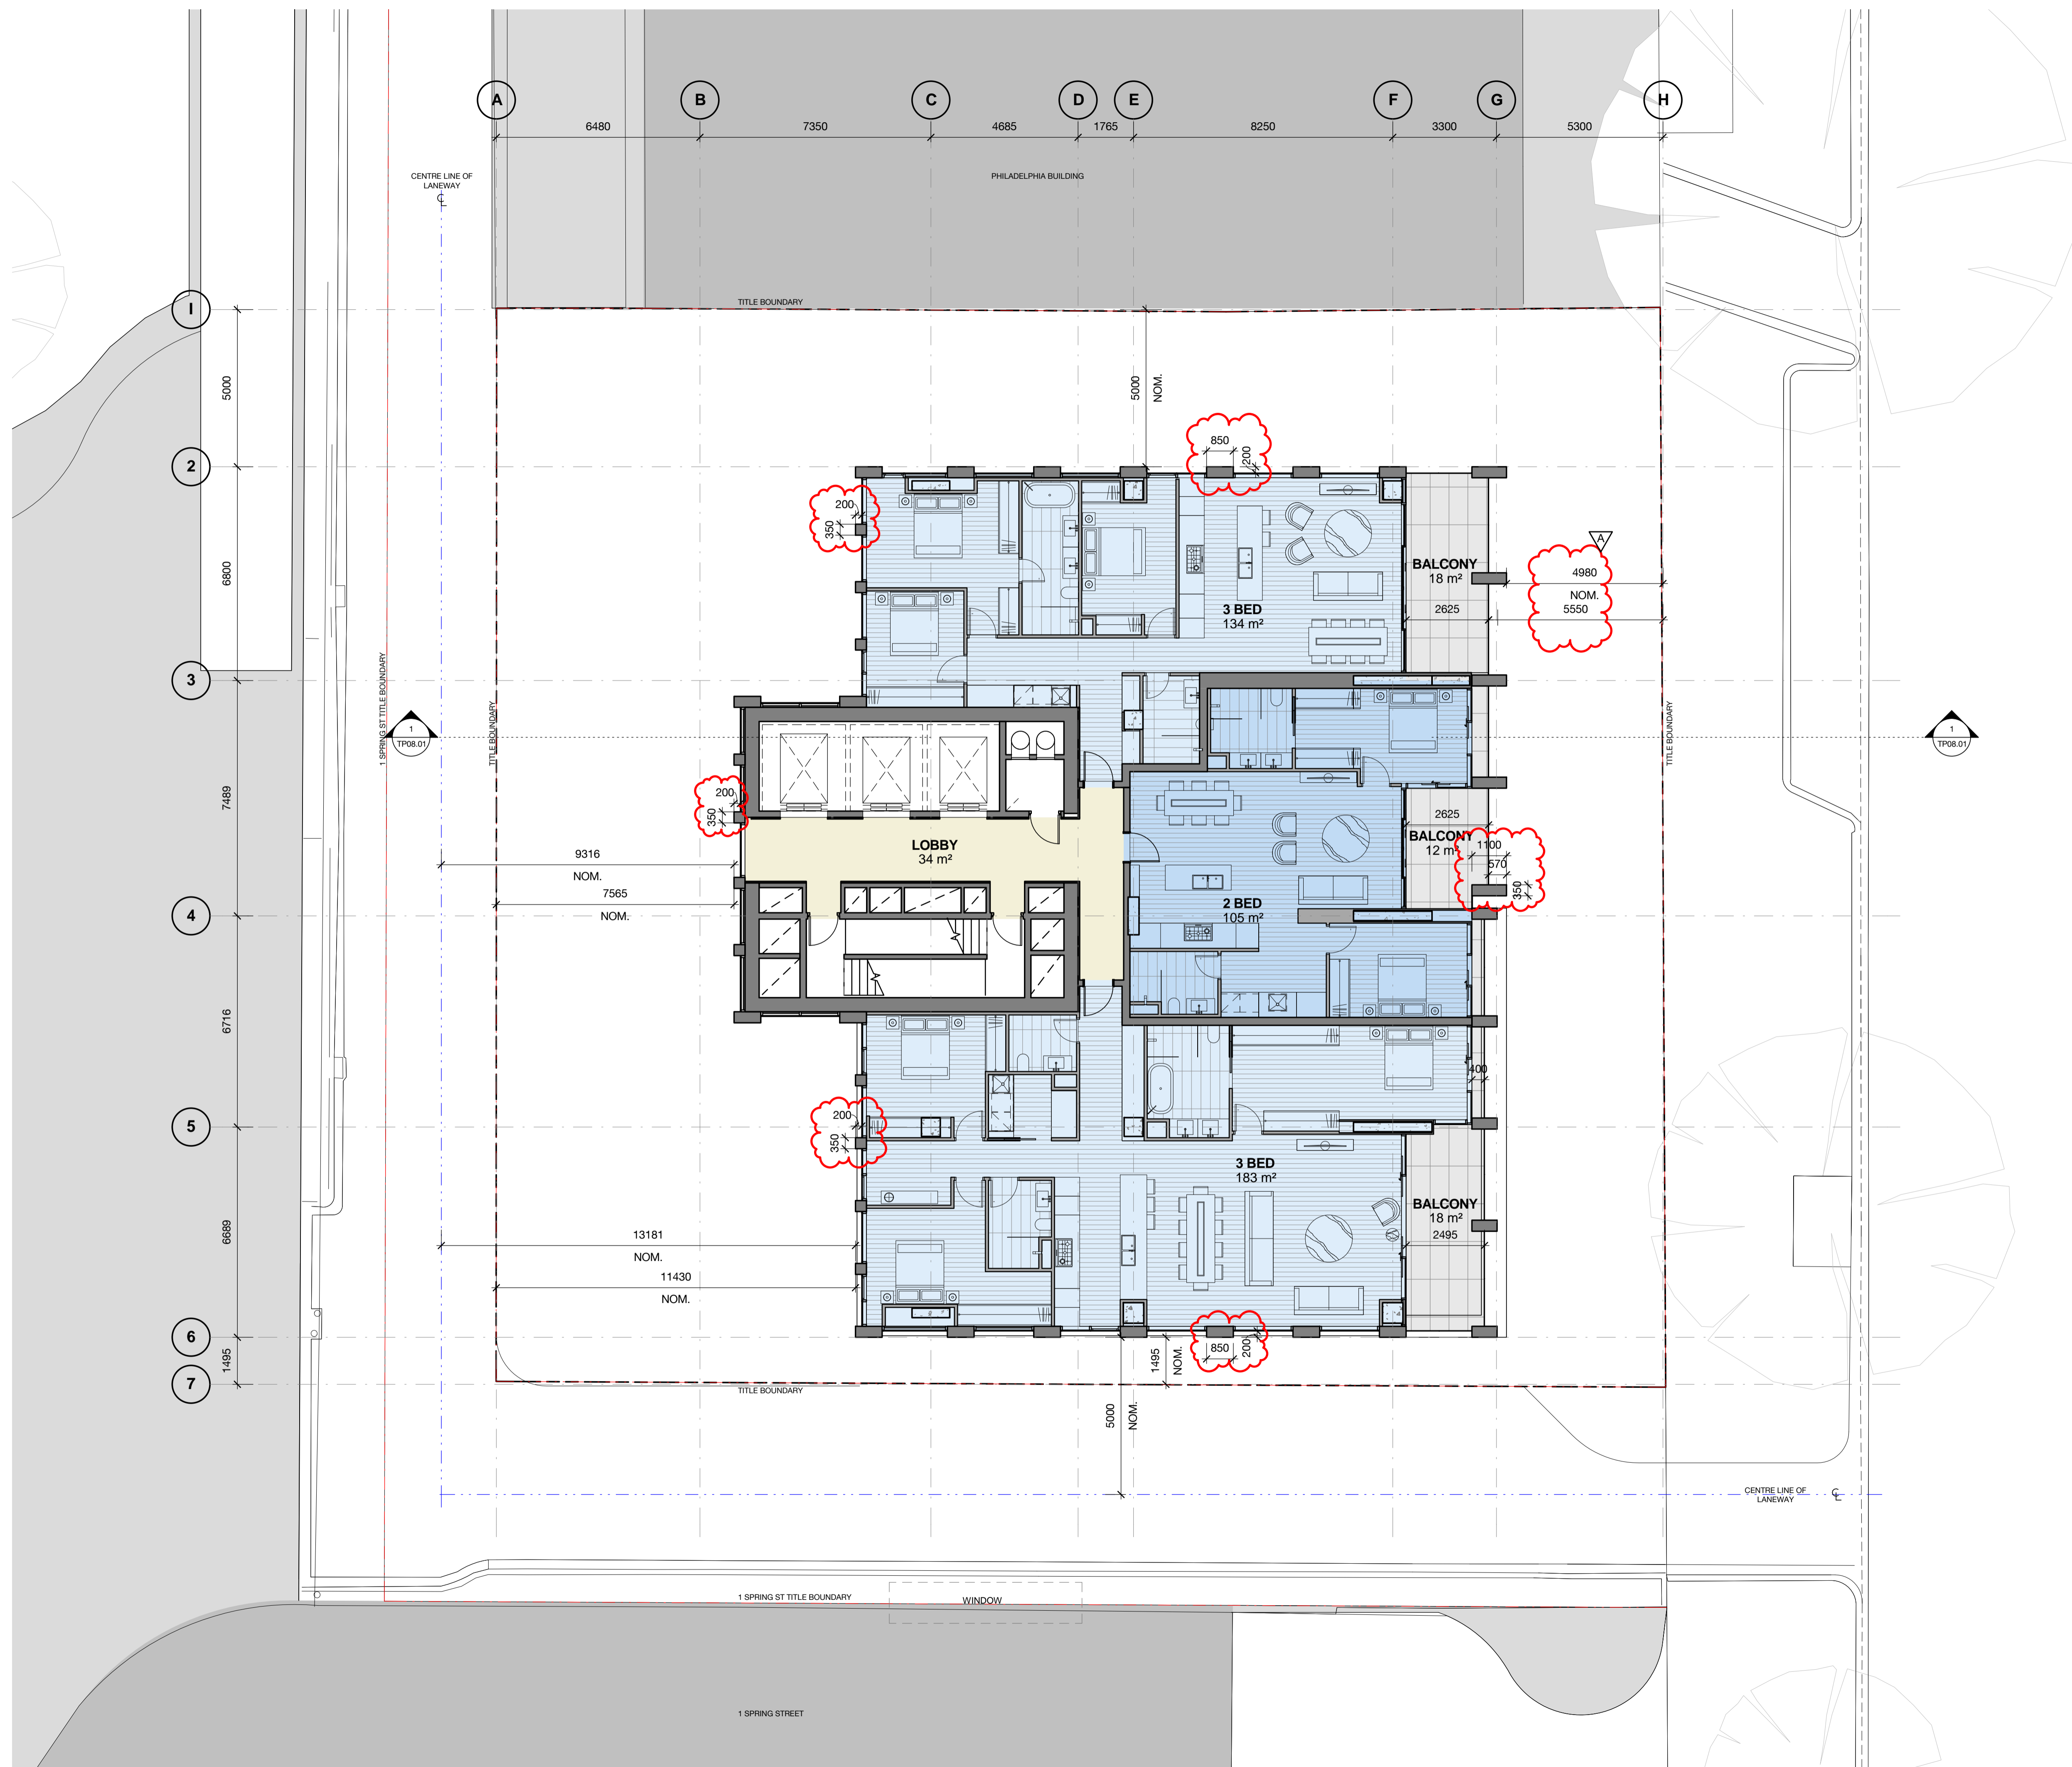 A B C D E F G H
6480 7350 4685 1765 8250 3300 5300
CENTRE LINE OF
LANEWAY
PHILADELPHIA BUILDING
TITLE BOUNDARY
I
5000
5000
NOM.
2
850
200
200
350
6800
BALCONY
18 m²
A
4980
NOM.
5550
2625
3 BED
134 m²
3
1 SPRING ST TITLE BOUNDARY
TITLE BOUNDARY
TITLE BOUNDARY
1
TP08.01
1
TP08.01
7489
200
350
2625
BALCONY
12 m²
1100
570
350
LOBBY
34 m²
9316
NOM.
7565
NOM.
2 BED
105 m²
4
6716
400
5
200
350
3 BED
183 m²
BALCONY
18 m²
2495
6689
13181
NOM.
11430
NOM.
6
1495
1495
NOM.
850
200
7
TITLE BOUNDARY
5000
NOM.
CENTRE LINE OF
LANEWAY
1 SPRING ST TITLE BOUNDARY
WINDOW
1 SPRING STREET